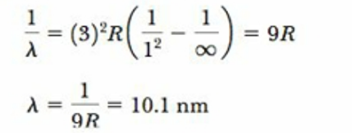 1/λ = (3)²R(1/1² − 1/∞) = 9R
λ = 1/9R = 10.1 nm